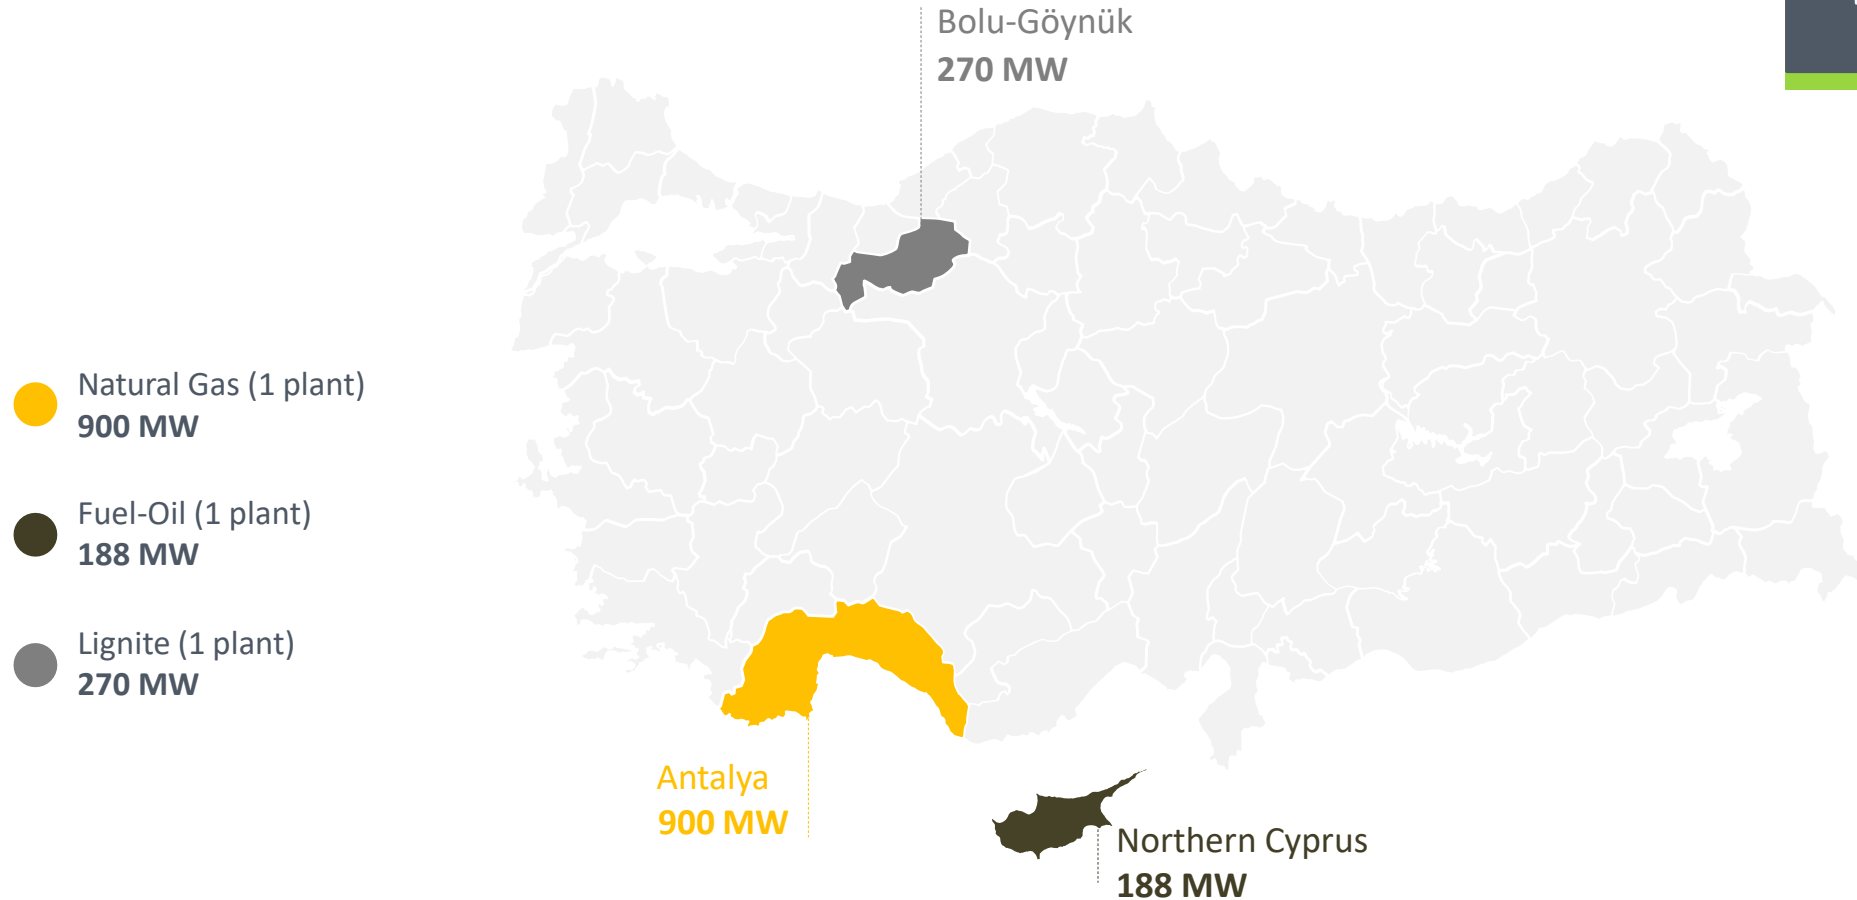 Bolu-Göynük
270 MW
Natural Gas (1 plant)
900 MW
Fuel-Oil (1 plant)
188 MW
Lignite (1 plant)
270 MW
Antalya
900 MW
Northern Cyprus
188 MW